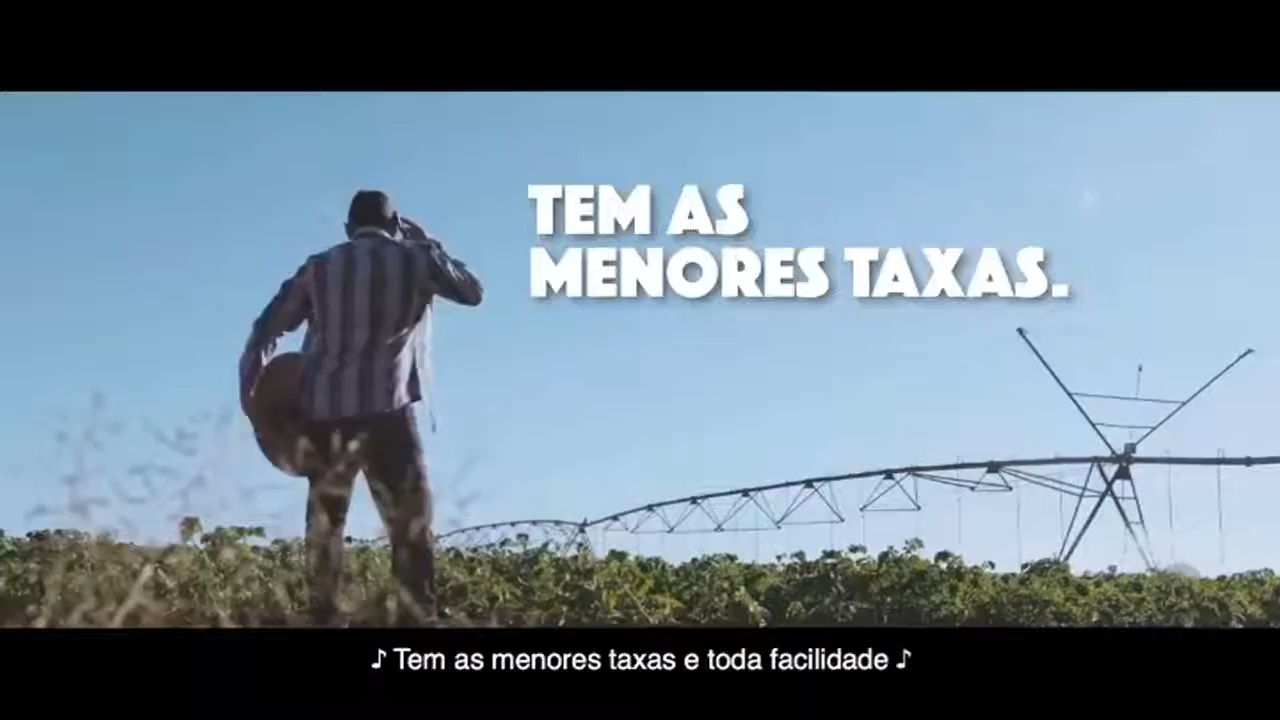 TEM AS
MENORES TAXAS.
♪ Tem as menores taxas e toda facilidade ♪